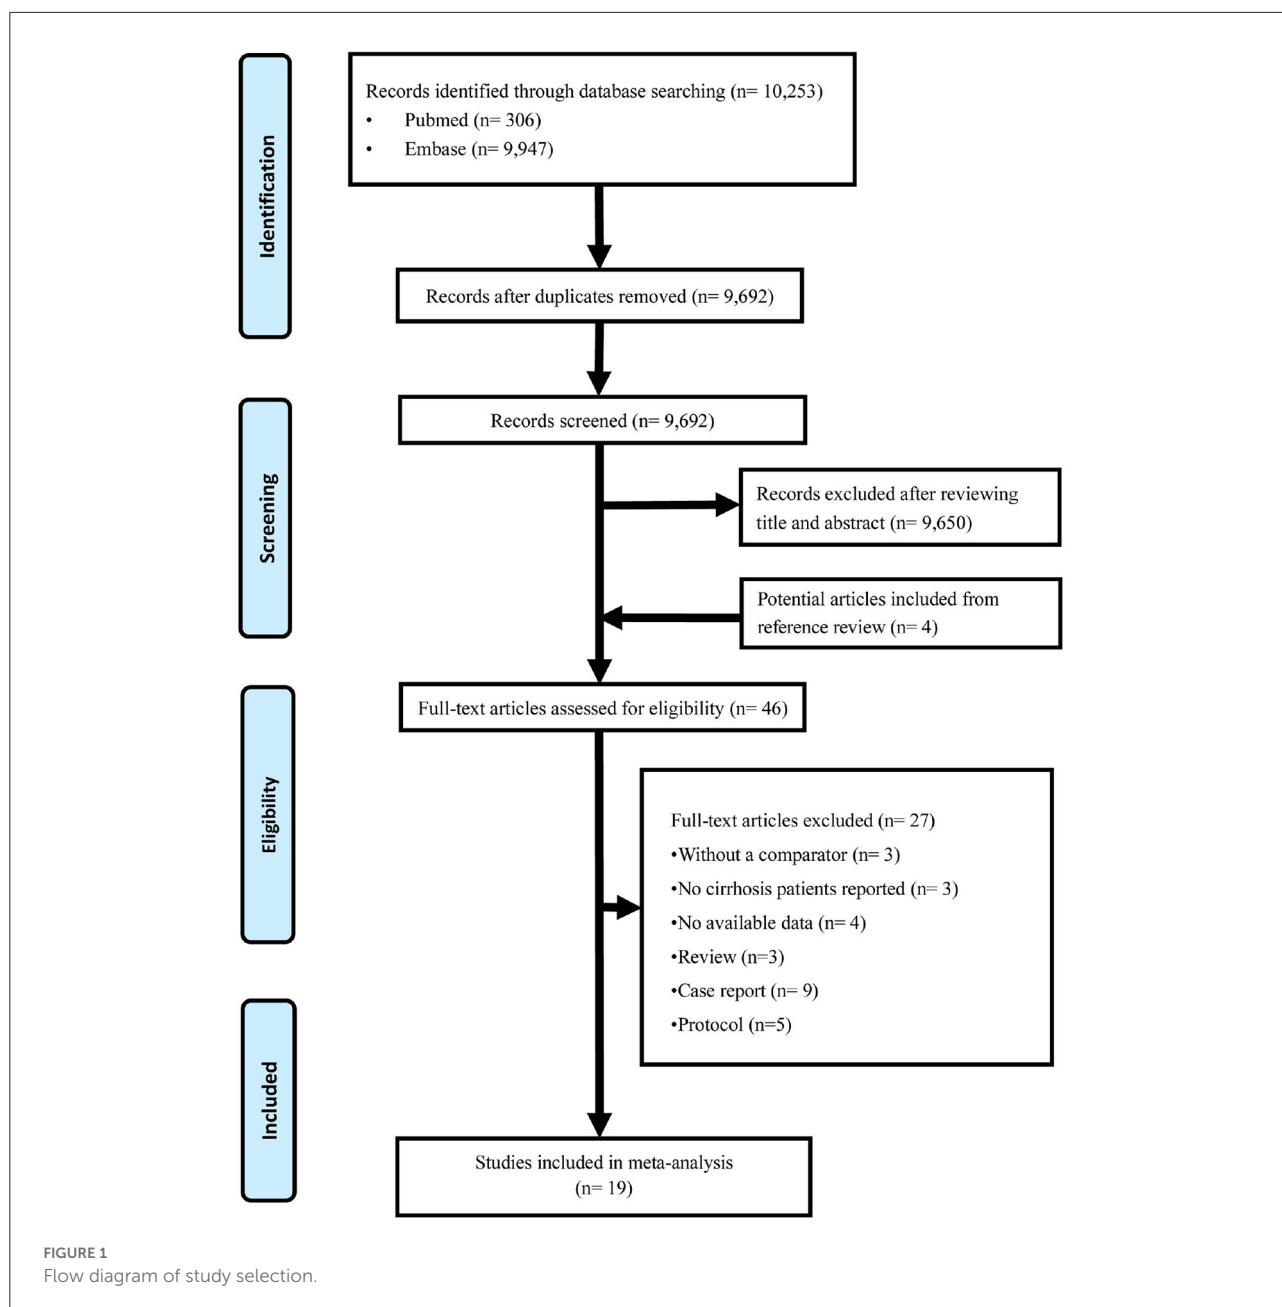 Identification
Records identified through database searching (n= 10,253)
• Pubmed (n= 306)
• Embase (n= 9,947)
Records after duplicates removed (n= 9,692)
Screening
Records screened (n= 9,692)
Records excluded after reviewing
title and abstract (n= 9,650)
Potential articles included from
reference review (n= 4)
Eligibility
Full-text articles assessed for eligibility (n= 46)
Full-text articles excluded (n= 27)
•Without a comparator (n= 3)
•No cirrhosis patients reported (n= 3)
•No available data (n= 4)
•Review (n=3)
•Case report (n= 9)
•Protocol (n=5)
Included
Studies included in meta-analysis
(n= 19)
FIGURE 1
Flow diagram of study selection.